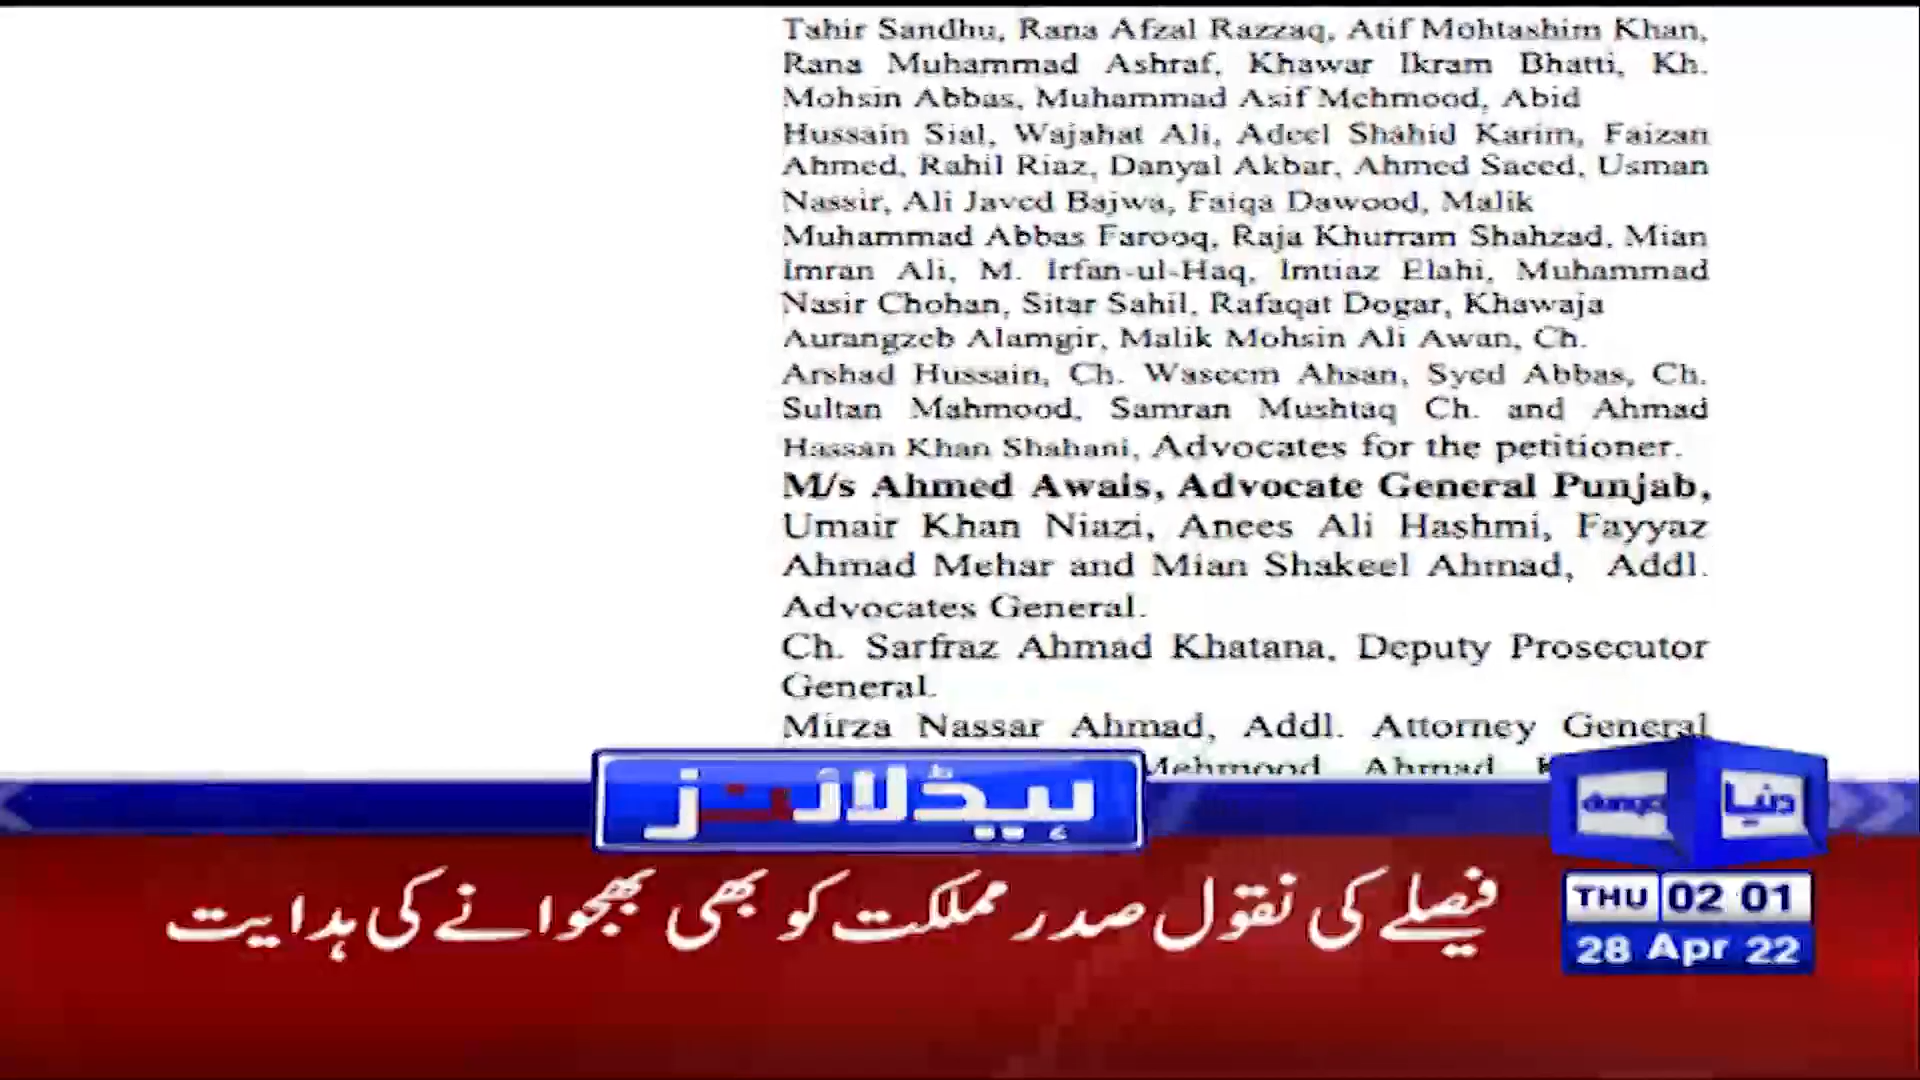 Tahir Sandhu, Rana Afzal Razzaq, Atif Mohtashim Khan,
Rana Muhammad Ashraf, Khawar Ikram Bhatti, Kh.
Mohsin Abbas, Muhammad Asif Mehmood, Abid
Hussain Sial, Wajahat Ali, Adeel Shahid Karim, Faizan
Ahmed, Rahil Riaz, Danyal Akbar, Ahmed Saeed, Usman
Nassir, Ali Javed Bajwa, Faiqa Dawood, Malik
Muhammad Abbas Farooq, Raja Khurram Shahzad, Mian
Imran Ali, M. Irfan-ul-Haq, Imtiaz Elahi, Muhammad
Nasir Chohan, Sitar Sahil, Rafaqat Dogar, Khawaja
Aurangzeb Alamgir, Malik Mohsin Ali Awan, Ch.
Arshad Hussain, Ch. Waseem Ahsan, Syed Abbas, Ch.
Sultan Mahmood, Samran Mushtaq Ch. and Ahmad
Hassan Khan Shahani, Advocates for the petitioner.
M/s Ahmed Awais, Advocate General Punjab,
Umair Khan Niazi, Anees Ali Hashmi, Fayyaz
Ahmad Mehar and Mian Shakeel Ahmad, Addl.
Advocates General.
Ch. Sarfraz Ahmad Khatana, Deputy Prosecutor
General.
Mirza Nassar Ahmad, Addl. Attorney General
Mehmood Ahmad
ہیڈلائنز
dunya دنیا
فیصلے کی نقول صدر مملکت کو بھی بھجوانے کی ہدایت
THU 02 01
28 Apr 22